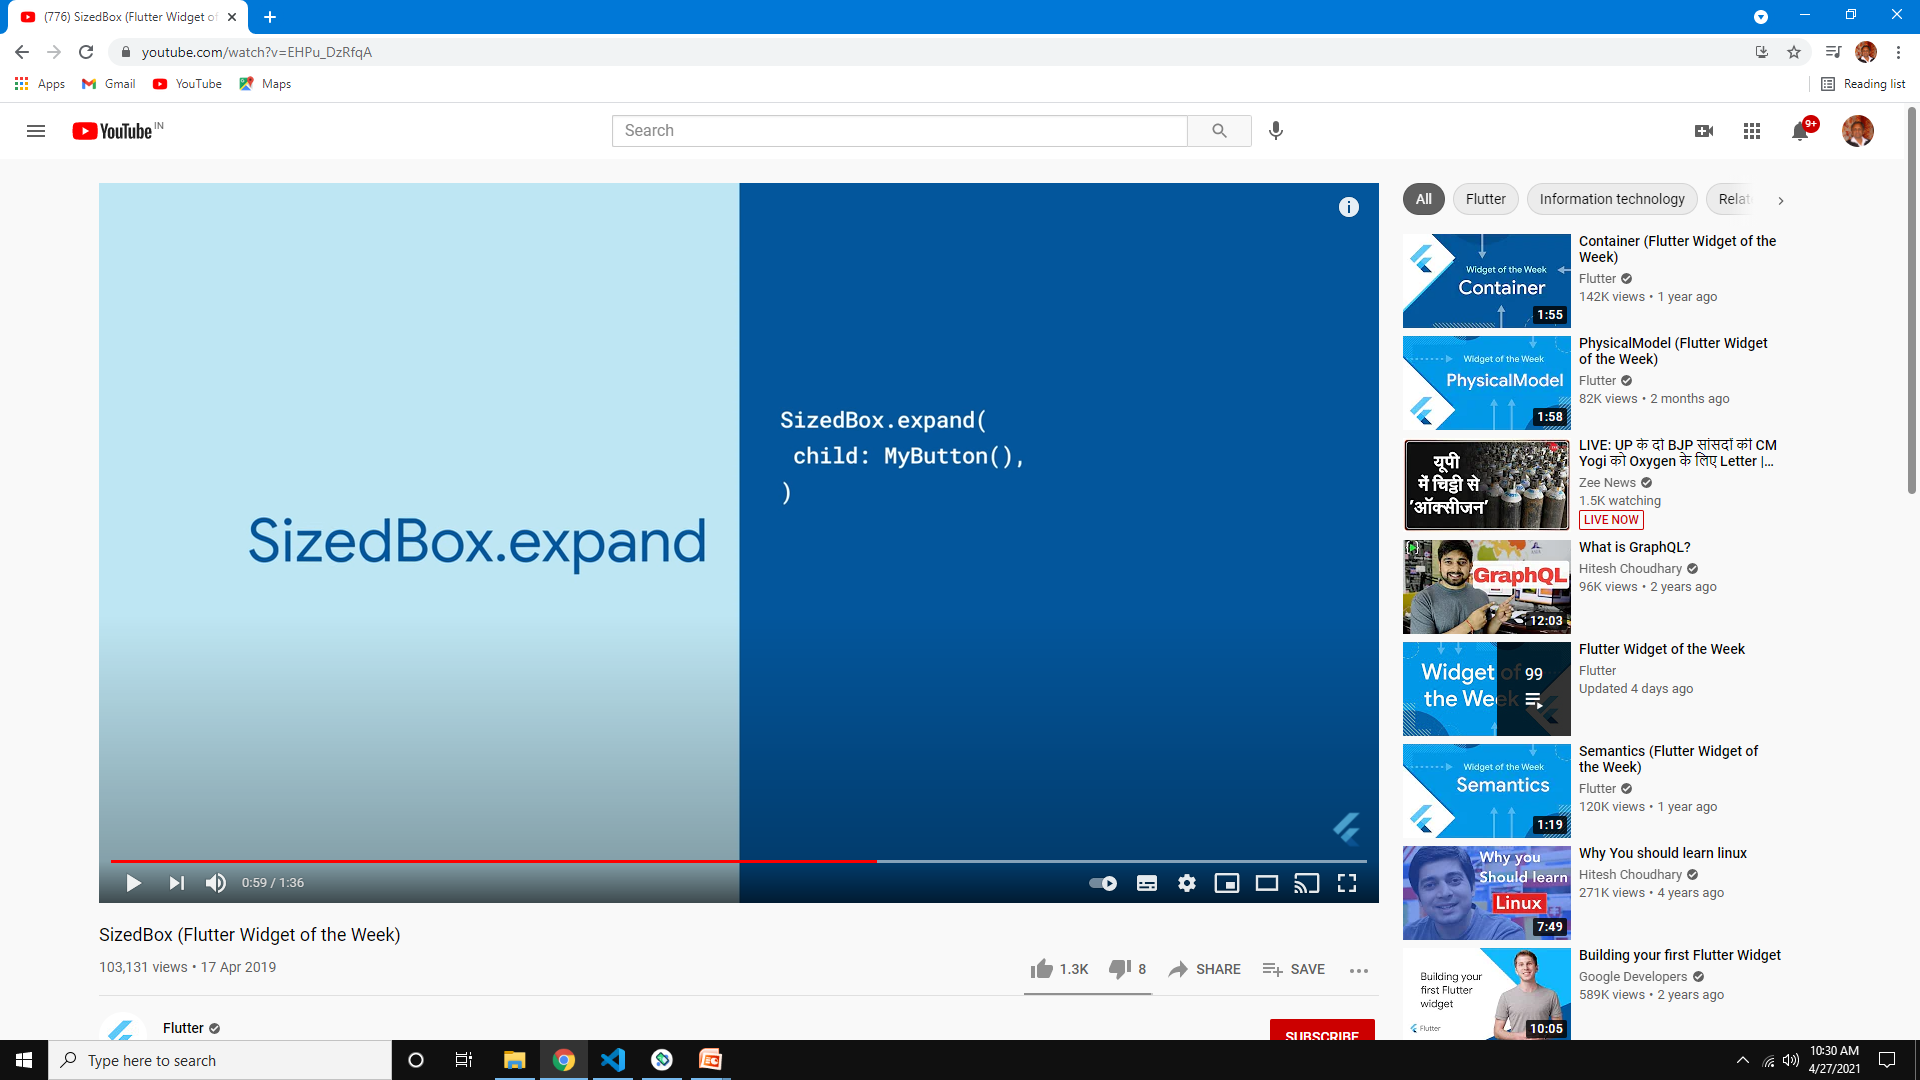 (776) SizedBox (Flutter Widget of
youtube.com/watch?v=EHPu_DzRfqA
Apps
Gmail
YouTube
Maps
Reading list
YouTube IN
Search
9+
SizedBox.expand
SizedBox.expand(
child: MyButton(),
)
0:59 / 1:36
SizedBox (Flutter Widget of the Week)
103,131 views • 17 Apr 2019
1.3K
8
SHARE
SAVE
Flutter
SUBSCRIBE
All
Flutter
Information technology
Relat
Widget of the Week
Container
1:55
Container (Flutter Widget of the
Week)
Flutter
142K views • 1 year ago
Widget of the Week
PhysicalModel
1:58
PhysicalModel (Flutter Widget
of the Week)
Flutter
82K views • 2 months ago
यूपी
में चिट्ठी से
'ऑक्सीजन'
LIVE: UP के दो BJP सांसदों की CM
Yogi को Oxygen के लिए Letter |...
Zee News
1.5K watching
LIVE NOW
GraphQL
12:03
What is GraphQL?
Hitesh Choudhary
96K views • 2 years ago
Widget of
the Week
99
Flutter Widget of the Week
Flutter
Updated 4 days ago
Widget of the Week
Semantics
1:19
Semantics (Flutter Widget of
the Week)
Flutter
120K views • 1 year ago
Why you
Should learn
Linux
7:49
Why You should learn linux
Hitesh Choudhary
271K views • 4 years ago
Building your
first Flutter
widget
Flutter
10:05
Building your first Flutter Widget
Google Developers
589K views • 2 years ago
Type here to search
10:30 AM
4/27/2021